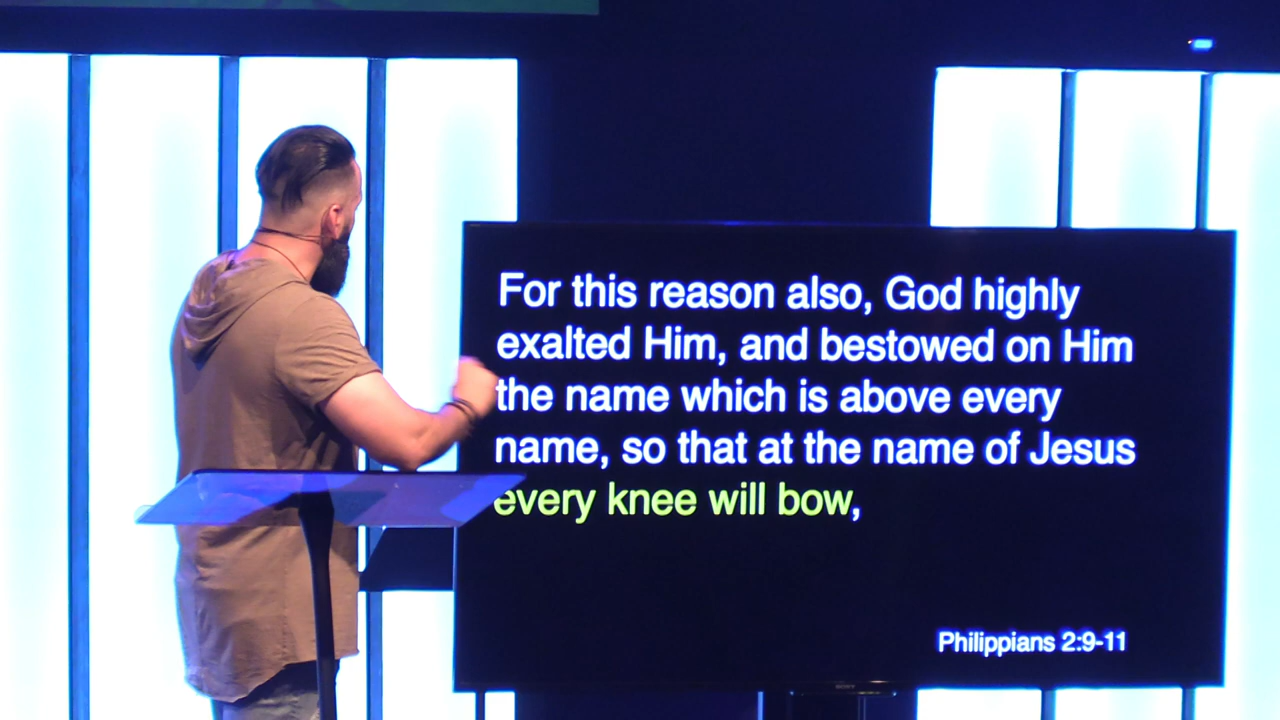 For this reason also, God highly
exalted Him, and bestowed on Him
the name which is above every
name, so that at the name of Jesus
every knee will bow,
Philippians 2:9-11
SONY